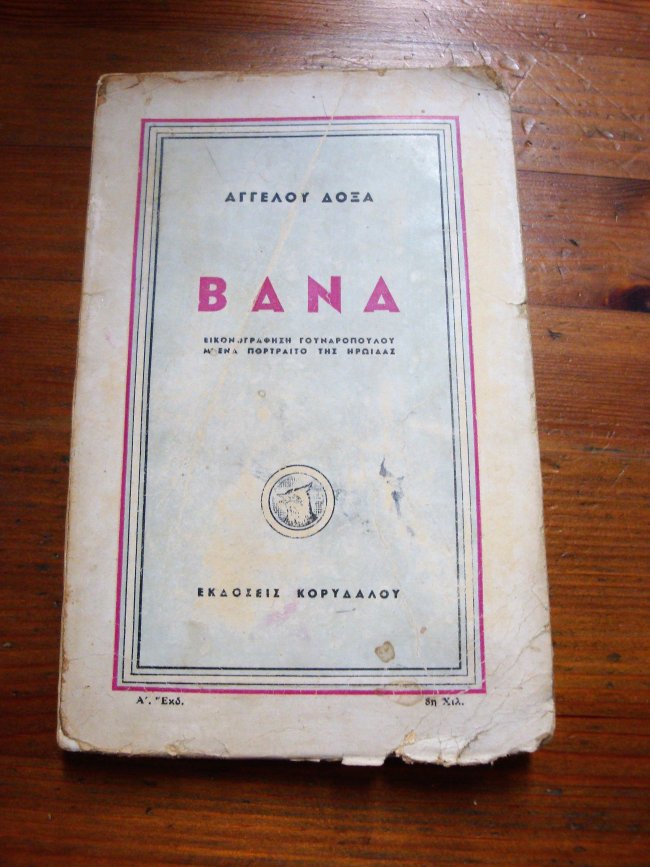 ΑΓΓΕΛΟΥ ΔΟΞΑ
ΒΑΝΑ
ΕΙΚΟΝΟΓΡΑΦΗΣΗ ΓΟΥΝΑΡΟΠΟΥΛΟΥ
Μ'ΕΝΑ ΠΟΡΤΡΑΙΤΟ ΤΗΣ ΗΡΩΙΔΑΣ
ΕΚΔΟΣΕΙΣ ΚΟΡΥΔΑΛΟΥ
Α΄. Ἔκδ. 8η Χιλ.